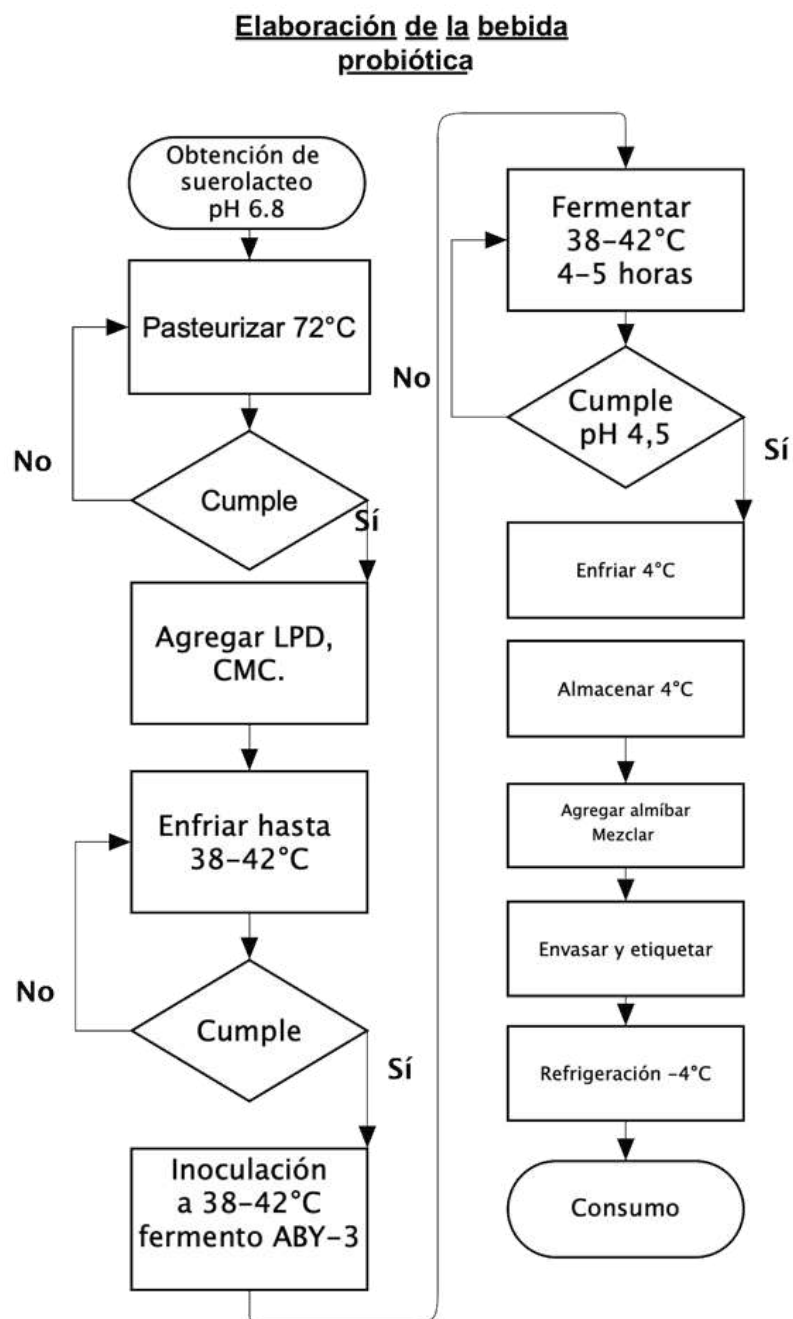 Elaboración de la bebida
probiótica
Obtención de
suerolacteo
pH 6.8
Pasteurizar 72°C
Cumple
No
Sí
Agregar LPD,
CMC.
Enfriar hasta
38–42°C
Cumple
No
Sí
Inoculación
a 38–42°C
fermento ABY–3
Fermentar
38–42°C
4–5 horas
Cumple
pH 4,5
No
Sí
Enfriar 4°C
Almacenar 4°C
Agregar almíbar
Mezclar
Envasar y etiquetar
Refrigeración –4°C
Consumo